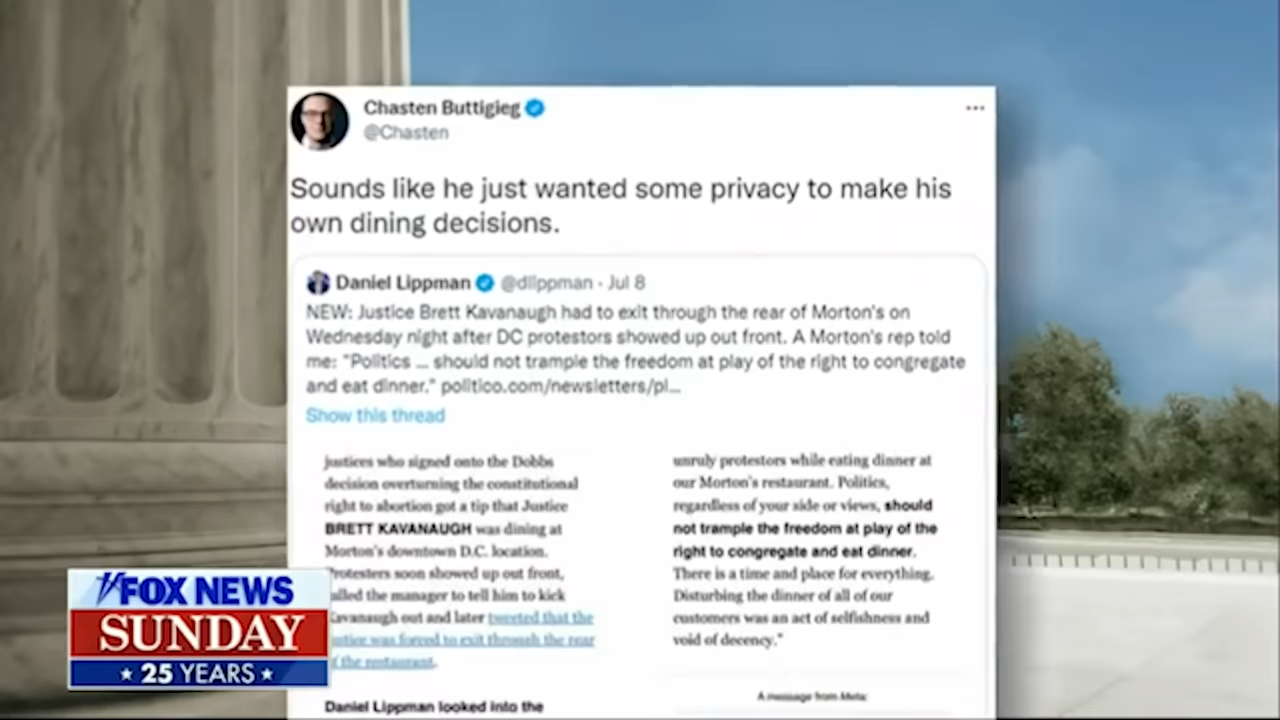 Chasten Buttigieg
@Chasten
Sounds like he just wanted some privacy to make his
own dining decisions.
Daniel Lippman @dlippman · Jul 8
NEW: Justice Brett Kavanaugh had to exit through the rear of Morton's on
Wednesday night after DC protestors showed up out front. A Morton's rep told
me: "Politics ... should not trample the freedom at play of the right to congregate
and eat dinner." politico.com/newsletters/pl...
Show this thread
justices who signed onto the Dobbs
decision overturning the constitutional
right to abortion got a tip that Justice
BRETT KAVANAUGH was dining at
Morton's downtown D.C. location.
Protesters soon showed up out front,
alled the manager to tell him to kick
Kavanaugh out and later tweeted that the
ustice was forced to exit through the rear
f the restaurant.
Daniel Lippman looked into the
unruly protestors while eating dinner at
our Morton's restaurant. Politics,
regardless of your side or views, should
not trample the freedom at play of the
right to congregate and eat dinner.
There is a time and place for everything.
Disturbing the dinner of all of our
customers was an act of selfishness and
void of decency."
A message from Meta:
FOX NEWS
SUNDAY
25 YEARS